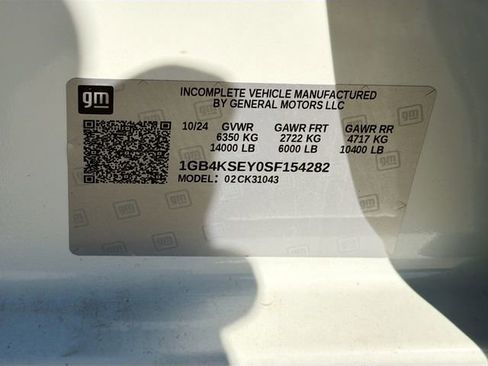 gm
INCOMPLETE VEHICLE MANUFACTURED
BY GENERAL MOTORS LLC
10/24 GVWR GAWR FRT GAWR RR
6350 KG 2722 KG 4717 KG
14000 LB 6000 LB 10400 LB
1GB4KSEY0SF154282
MODEL: 02CK31043